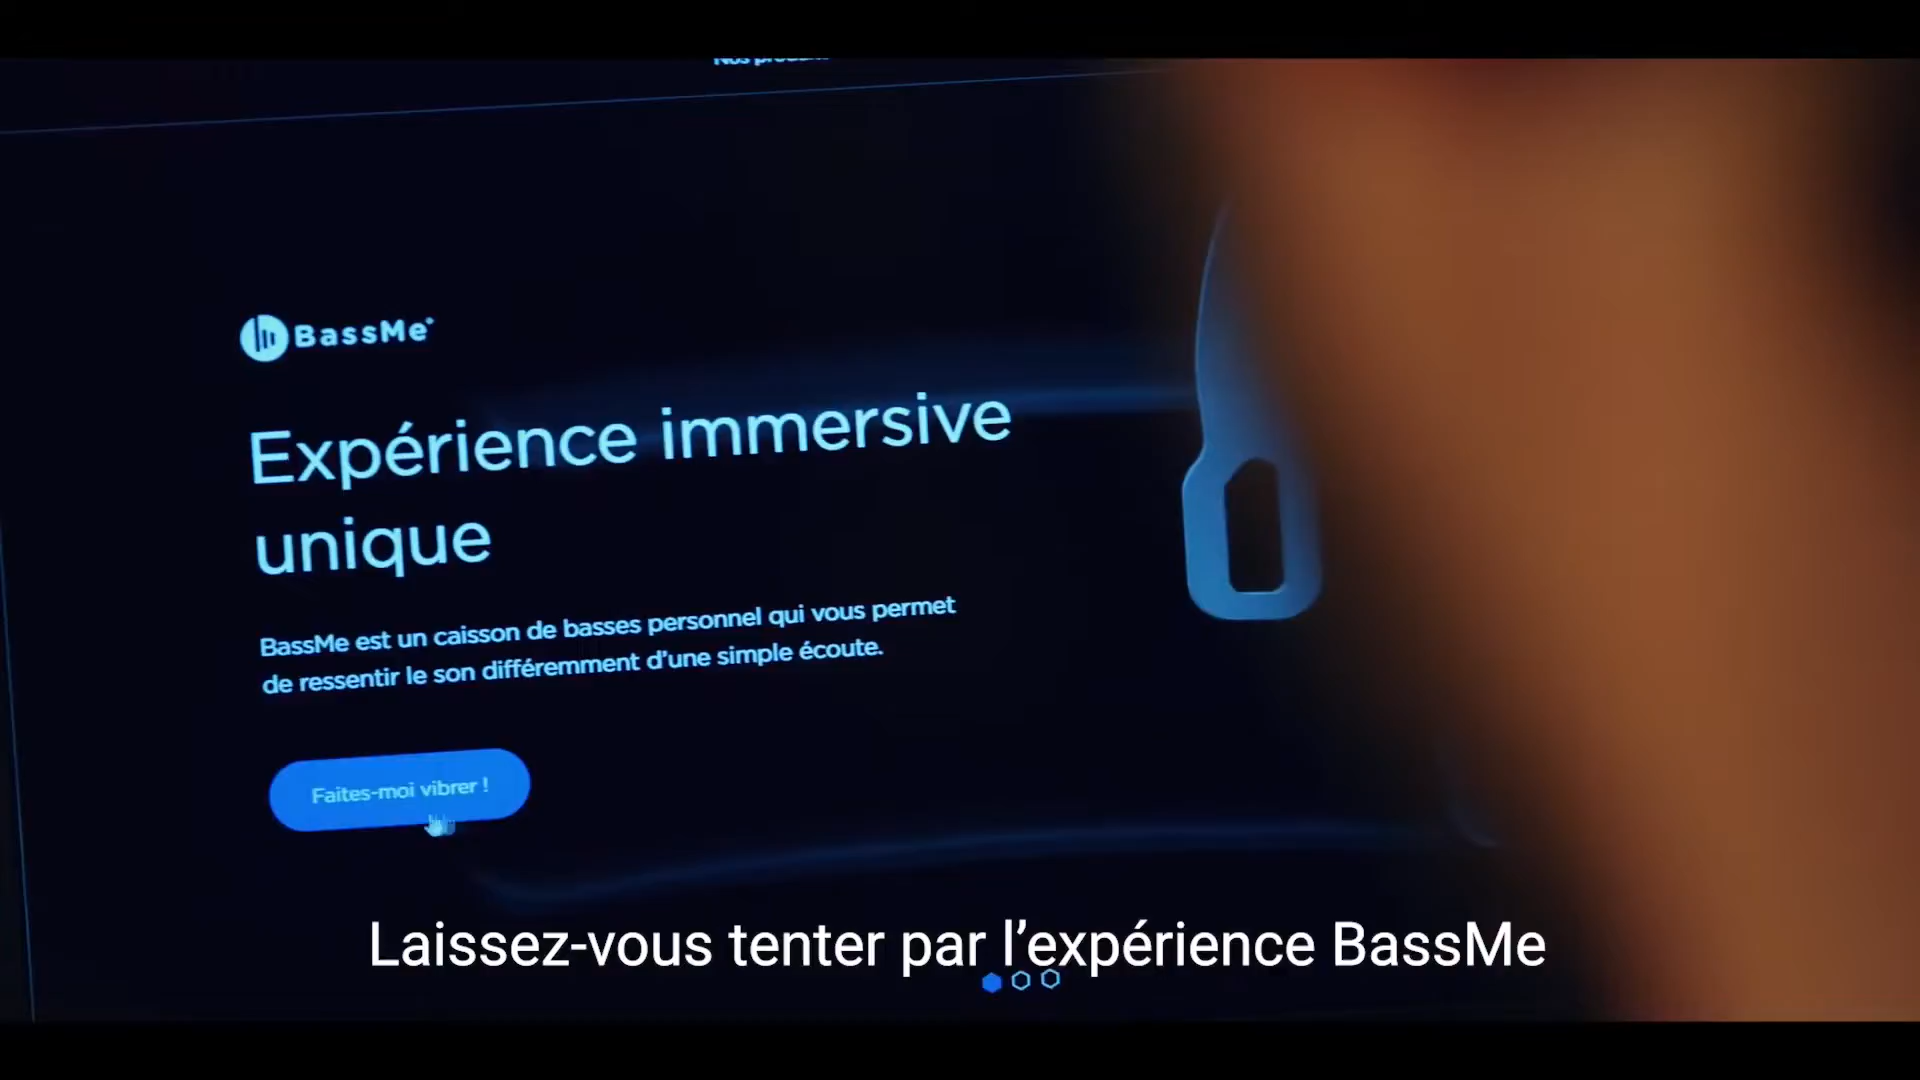 BassMe
Expérience immersive
unique
BassMe est un caisson de basses personnel qui vous permet
de ressentir le son différemment d'une simple écoute.
Faites-moi vibrer !
Laissez-vous tenter par l’expérience BassMe